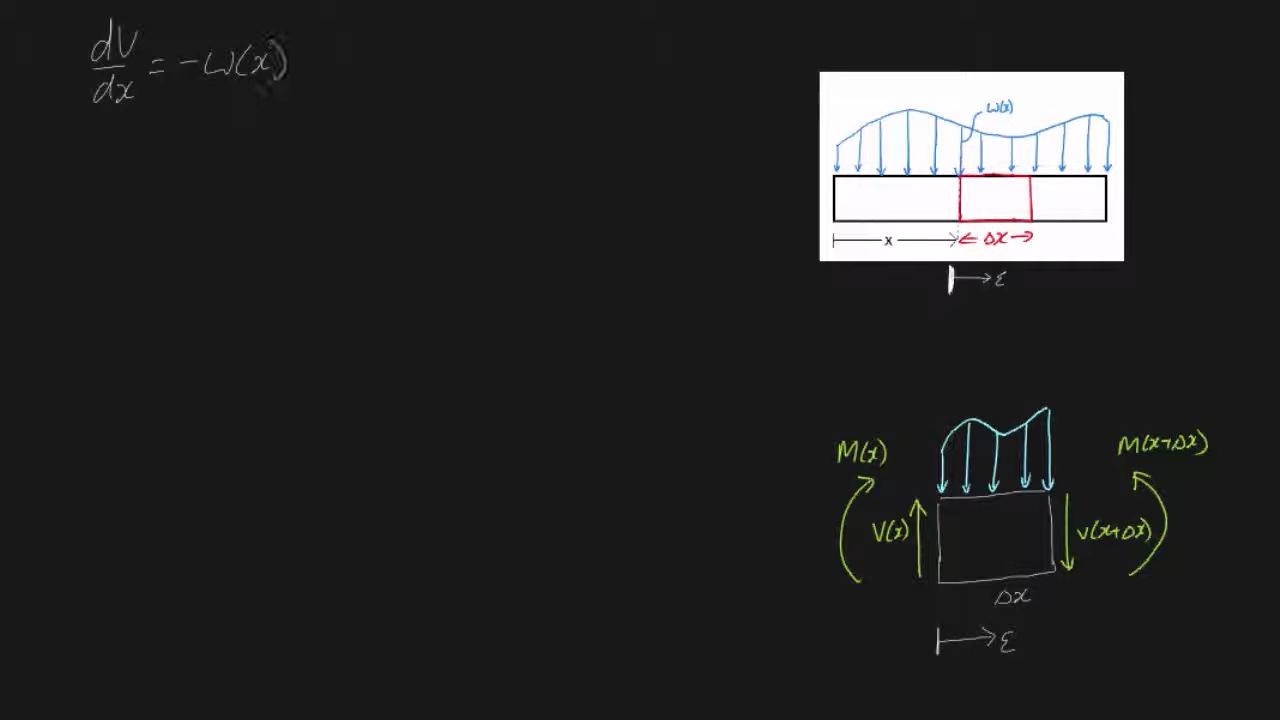 dV
dx = -w(x)
w(x)
x Δx
ε
M(x) M(x+Δx)
V(x) V(x+Δx)
Δx
ε